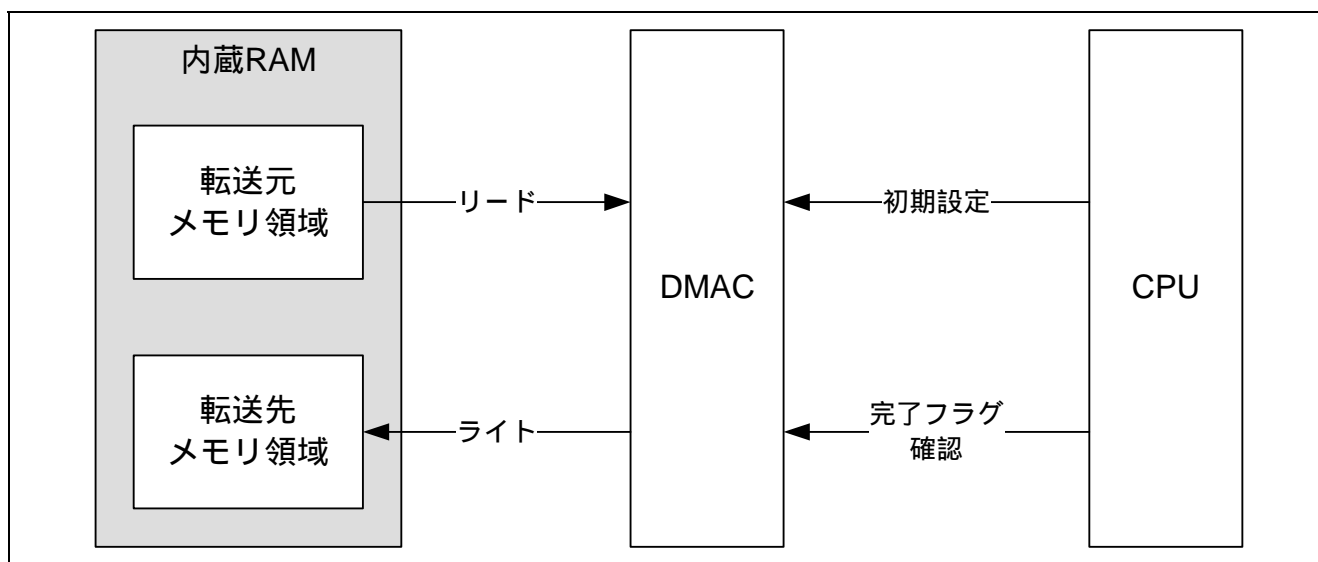 内蔵RAM
転送元
メモリ領域
リード
初期設定
DMAC
CPU
転送先
メモリ領域
ライト
完了フラグ
確認